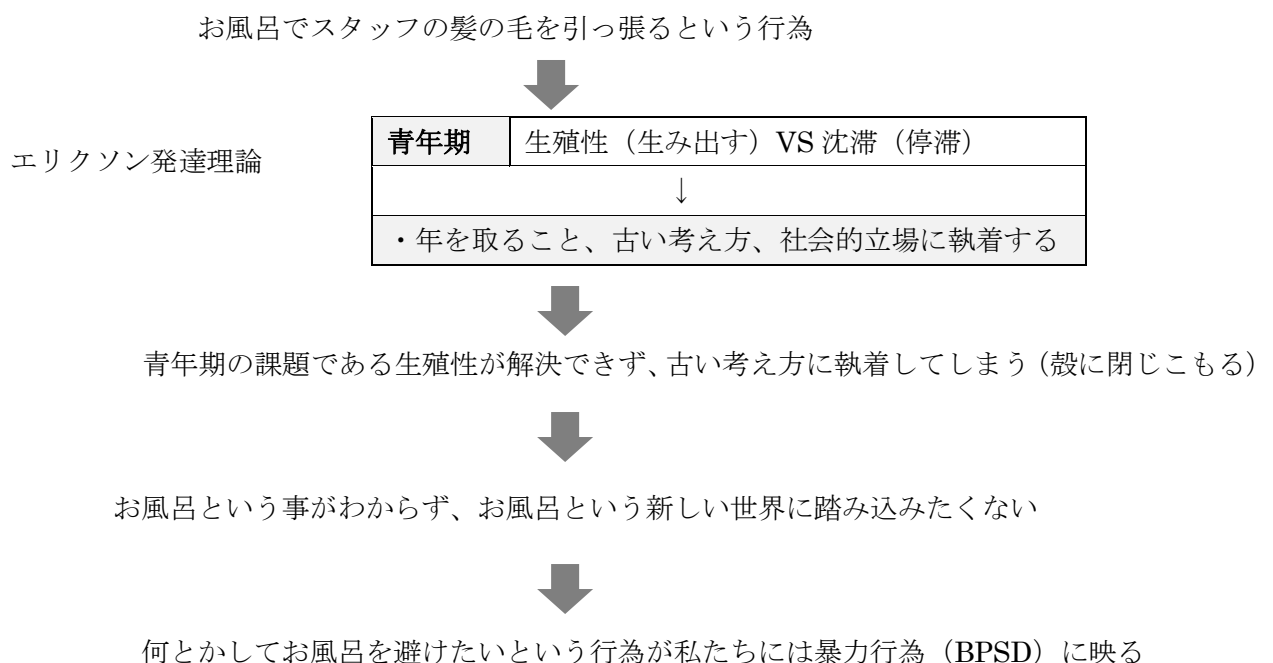 お風呂でスタッフの髪の毛を引っ張るという行為
エリクソン発達理論
青年期 生殖性（生み出す）VS 沈滞（停滞）
↓
・年を取ること、古い考え方、社会的立場に執着する
青年期の課題である生殖性が解決できず、古い考え方に執着してしまう（殻に閉じこもる）
お風呂という事がわからず、お風呂という新しい世界に踏み込みたくない
何とかしてお風呂を避けたいという行為が私たちには暴力行為（BPSD）に映る